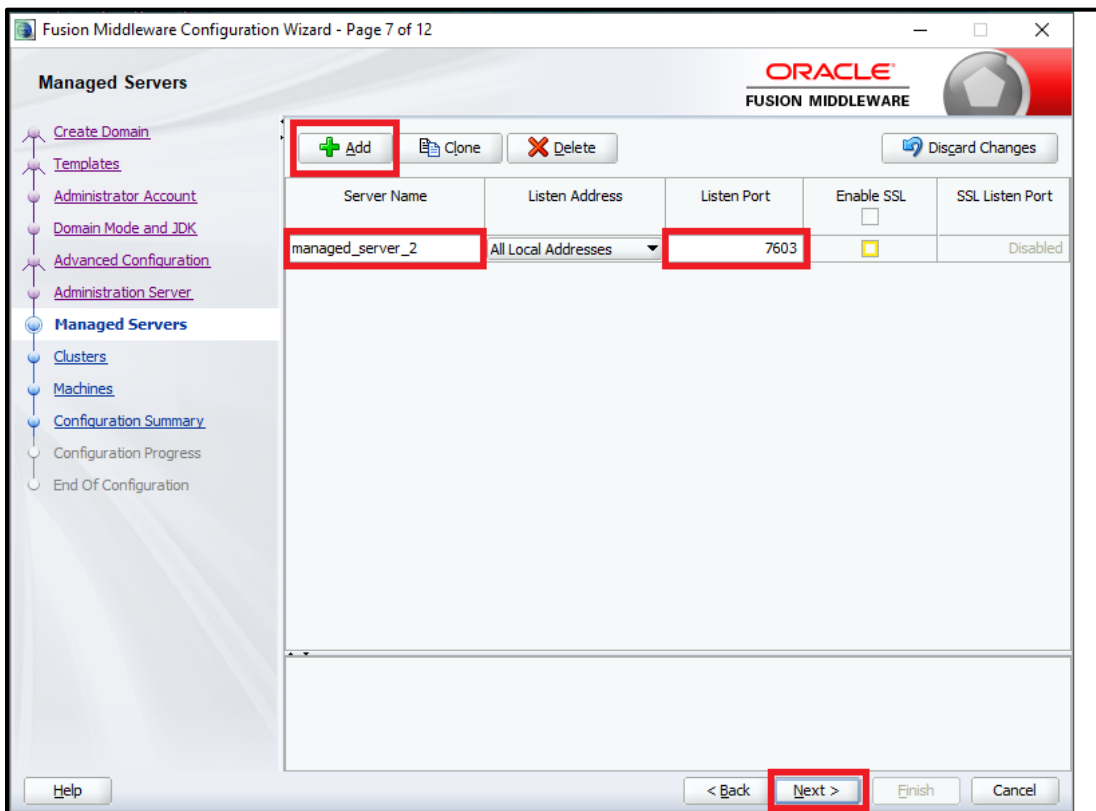 Fusion Middleware Configuration Wizard - Page 7 of 12
Managed Servers
ORACLE
FUSION MIDDLEWARE
Create Domain
Templates
Administrator Account
Domain Mode and JDK
Advanced Configuration
Administration Server
Managed Servers
Clusters
Machines
Configuration Summary
Configuration Progress
End Of Configuration
Add Clone Delete Discard Changes
Server Name Listen Address Listen Port Enable SSL SSL Listen Port
managed_server_2 All Local Addresses 7603 Disabled
Help < Back Next > Finish Cancel